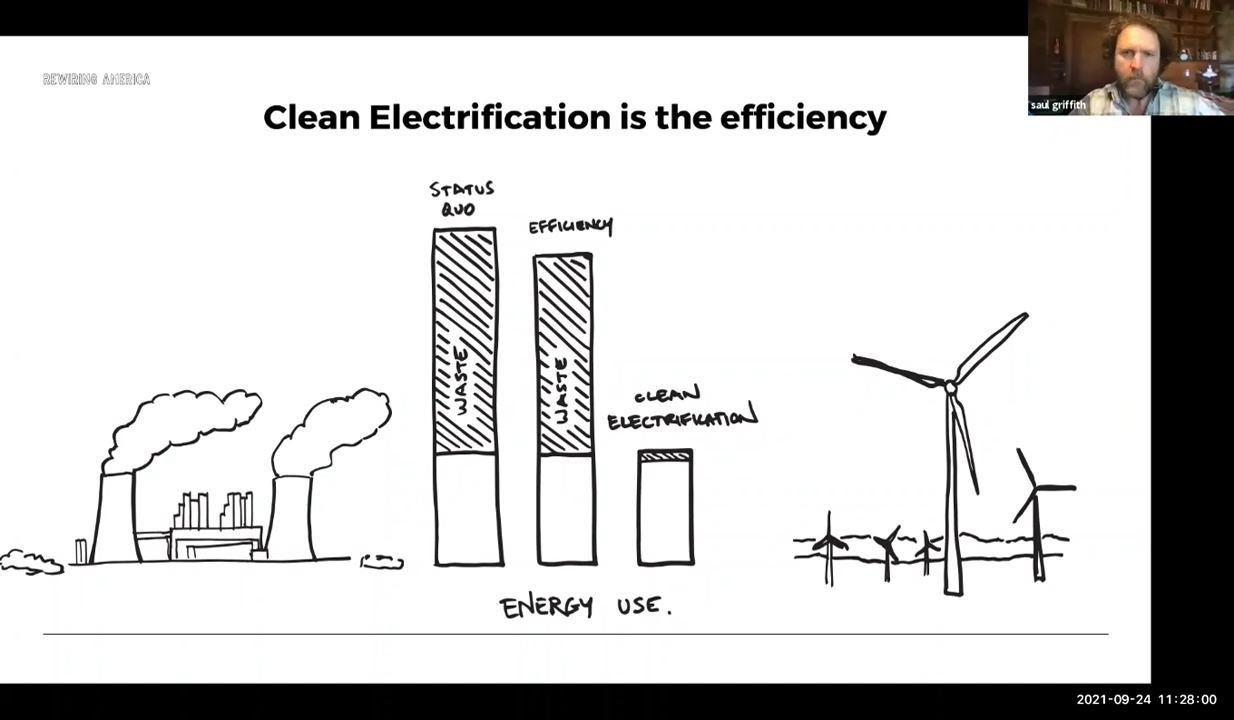 REWIRING AMERICA
saul griffith
Clean Electrification is the efficiency
STATUS
QUO
EFFICIENCY
WASTE
WASTE
CLEAN
ELECTRIFICATION
ENERGY USE.
2021-09-24 11:28:00